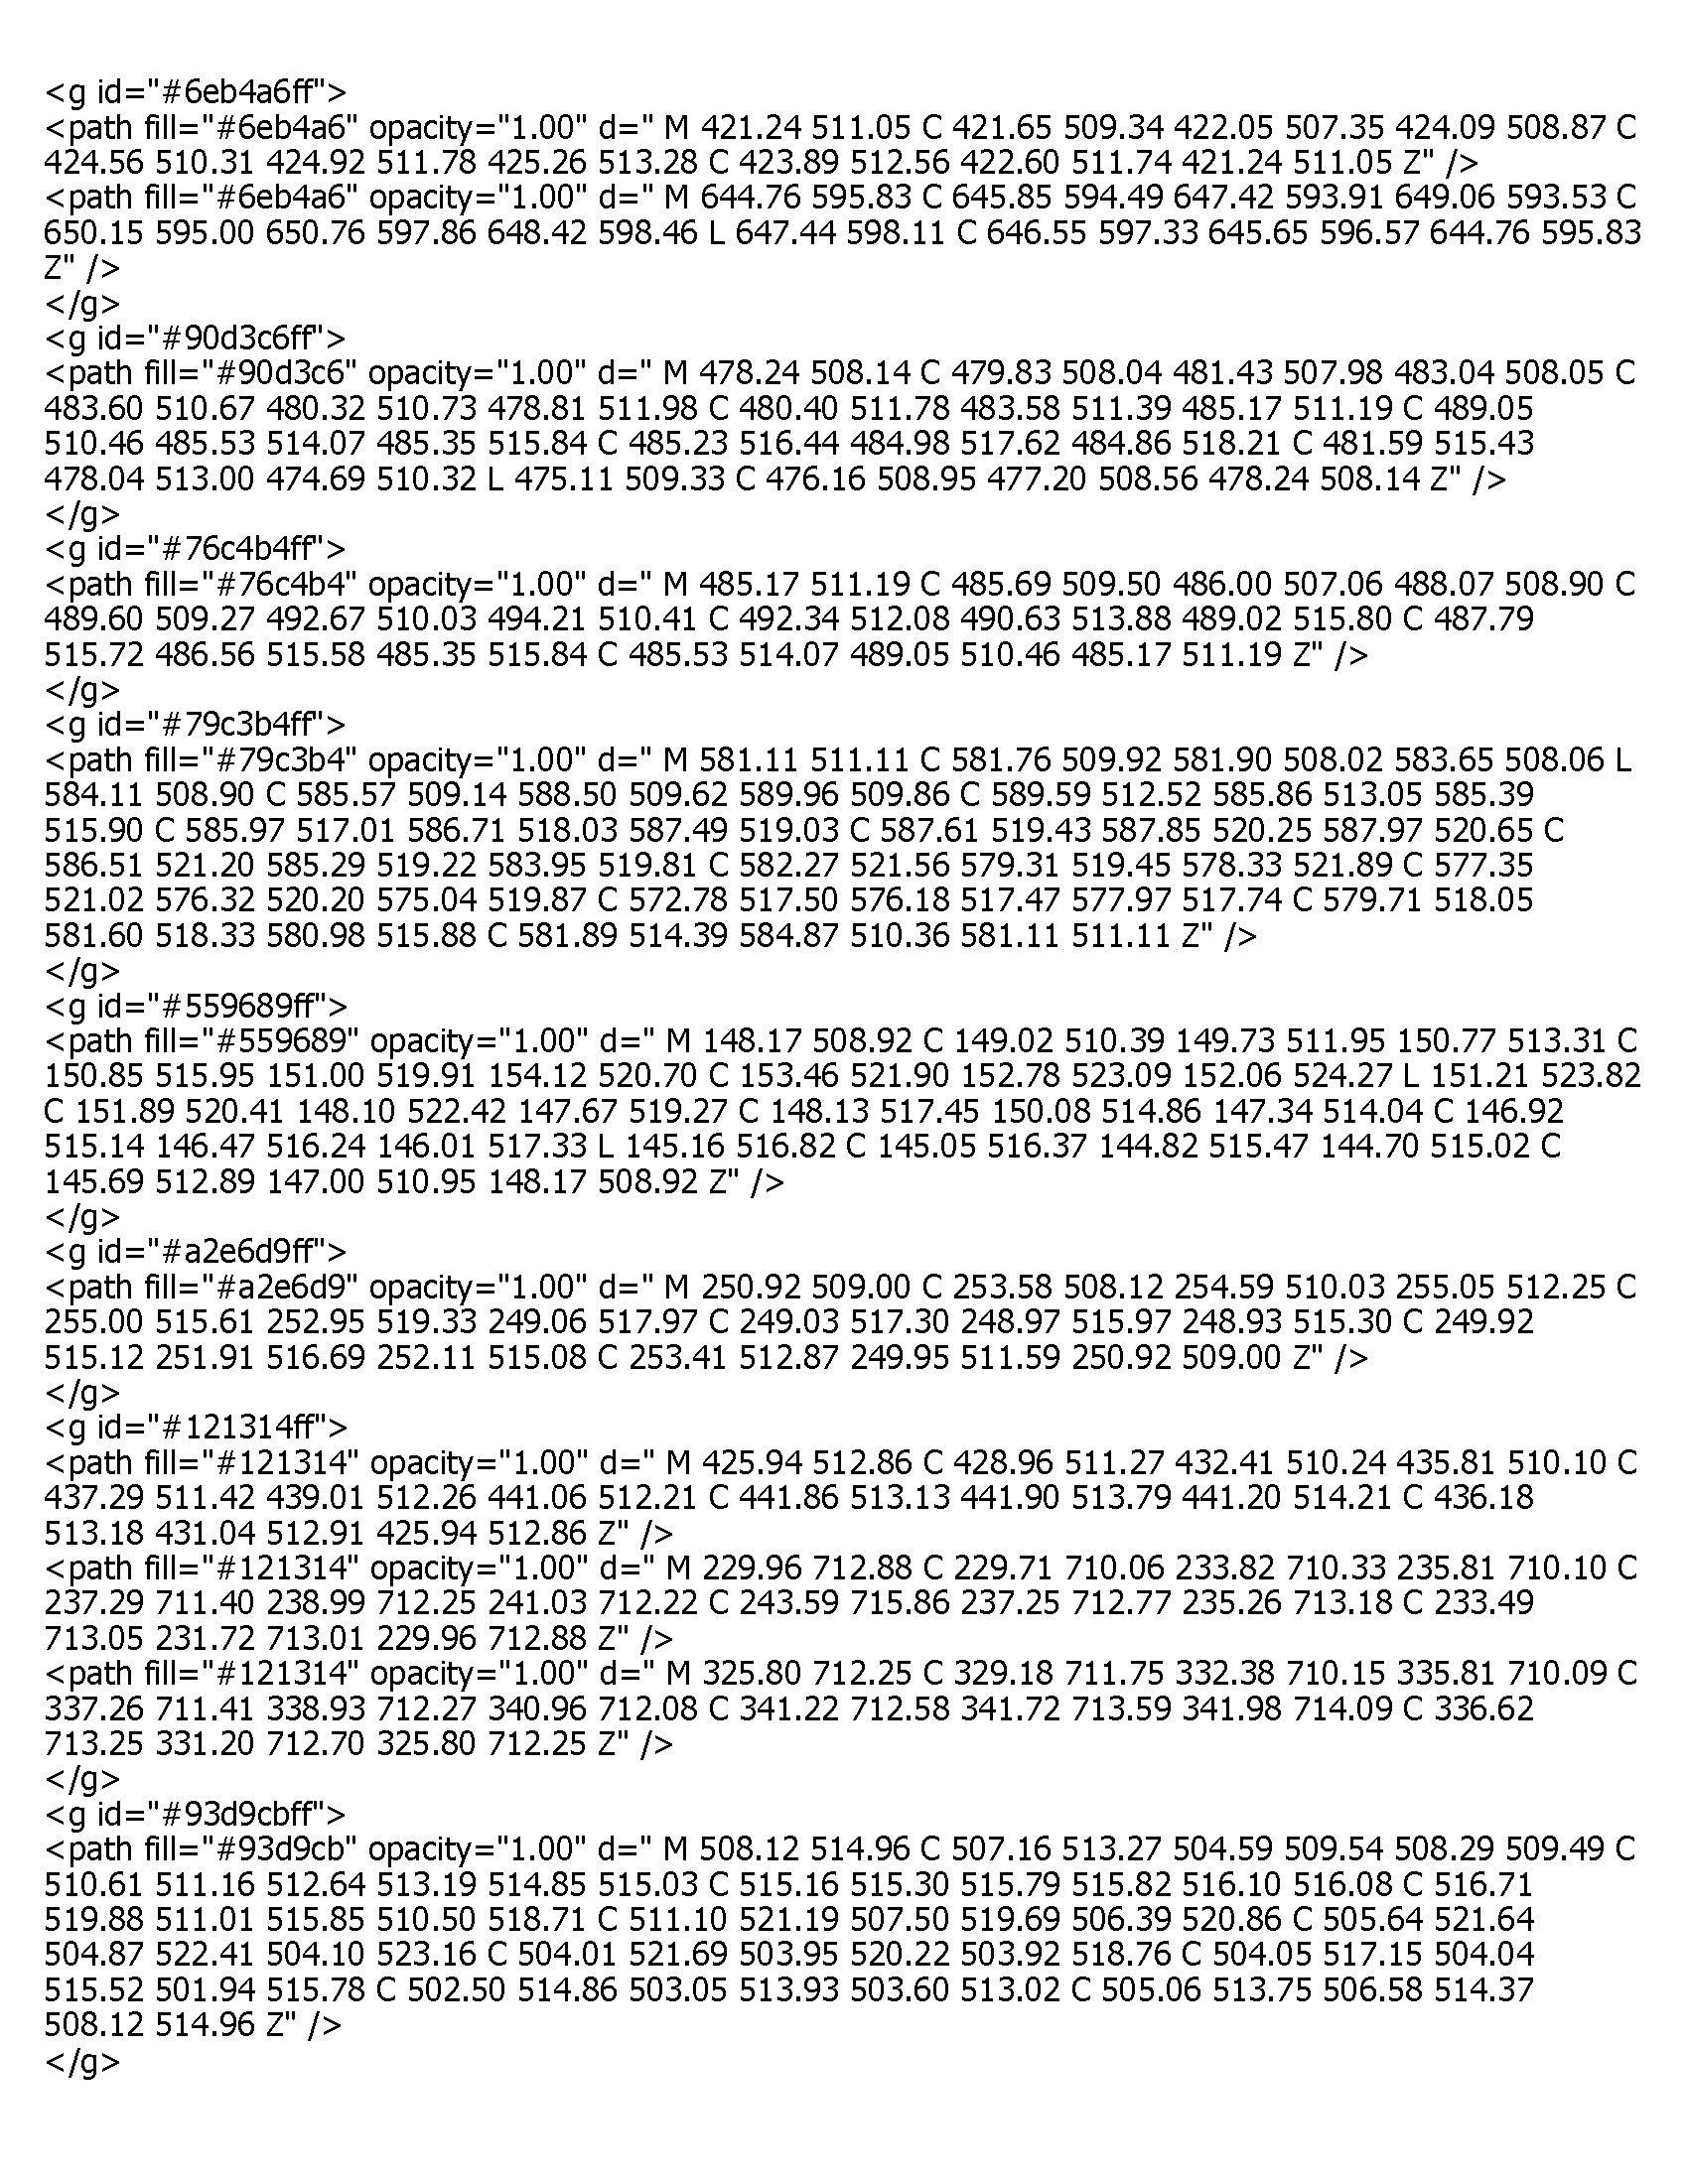 <g id="#6eb4a6ff">
<path fill="#6eb4a6" opacity="1.00" d=" M 421.24 511.05 C 421.65 509.34 422.05 507.35 424.09 508.87 C
424.56 510.31 424.92 511.78 425.26 513.28 C 423.89 512.56 422.60 511.74 421.24 511.05 Z" />
<path fill="#6eb4a6" opacity="1.00" d=" M 644.76 595.83 C 645.85 594.49 647.42 593.91 649.06 593.53 C
650.15 595.00 650.76 597.86 648.42 598.46 L 647.44 598.11 C 646.55 597.33 645.65 596.57 644.76 595.83
Z" />
</g>
<g id="#90d3c6ff">
<path fill="#90d3c6" opacity="1.00" d=" M 478.24 508.14 C 479.83 508.04 481.43 507.98 483.04 508.05 C
483.60 510.67 480.32 510.73 478.81 511.98 C 480.40 511.78 483.58 511.39 485.17 511.19 C 489.05
510.46 485.53 514.07 485.35 515.84 C 485.23 516.44 484.98 517.62 484.86 518.21 C 481.59 515.43
478.04 513.00 474.69 510.32 L 475.11 509.33 C 476.16 508.95 477.20 508.56 478.24 508.14 Z" />
</g>
<g id="#76c4b4ff">
<path fill="#76c4b4" opacity="1.00" d=" M 485.17 511.19 C 485.69 509.50 486.00 507.06 488.07 508.90 C
489.60 509.27 492.67 510.03 494.21 510.41 C 492.34 512.08 490.63 513.88 489.02 515.80 C 487.79
515.72 486.56 515.58 485.35 515.84 C 485.53 514.07 489.05 510.46 485.17 511.19 Z" />
</g>
<g id="#79c3b4ff">
<path fill="#79c3b4" opacity="1.00" d=" M 581.11 511.11 C 581.76 509.92 581.90 508.02 583.65 508.06 L
584.11 508.90 C 585.57 509.14 588.50 509.62 589.96 509.86 C 589.59 512.52 585.86 513.05 585.39
515.90 C 585.97 517.01 586.71 518.03 587.49 519.03 C 587.61 519.43 587.85 520.25 587.97 520.65 C
586.51 521.20 585.29 519.22 583.95 519.81 C 582.27 521.56 579.31 519.45 578.33 521.89 C 577.35
521.02 576.32 520.20 575.04 519.87 C 572.78 517.50 576.18 517.47 577.97 517.74 C 579.71 518.05
581.60 518.33 580.98 515.88 C 581.89 514.39 584.87 510.36 581.11 511.11 Z" />
</g>
<g id="#559689ff">
<path fill="#559689" opacity="1.00" d=" M 148.17 508.92 C 149.02 510.39 149.73 511.95 150.77 513.31 C
150.85 515.95 151.00 519.91 154.12 520.70 C 153.46 521.90 152.78 523.09 152.06 524.27 L 151.21 523.82
C 151.89 520.41 148.10 522.42 147.67 519.27 C 148.13 517.45 150.08 514.86 147.34 514.04 C 146.92
515.14 146.47 516.24 146.01 517.33 L 145.16 516.82 C 145.05 516.37 144.82 515.47 144.70 515.02 C
145.69 512.89 147.00 510.95 148.17 508.92 Z" />
</g>
<g id="#a2e6d9ff">
<path fill="#a2e6d9" opacity="1.00" d=" M 250.92 509.00 C 253.58 508.12 254.59 510.03 255.05 512.25 C
255.00 515.61 252.95 519.33 249.06 517.97 C 249.03 517.30 248.97 515.97 248.93 515.30 C 249.92
515.12 251.91 516.69 252.11 515.08 C 253.41 512.87 249.95 511.59 250.92 509.00 Z" />
</g>
<g id="#121314ff">
<path fill="#121314" opacity="1.00" d=" M 425.94 512.86 C 428.96 511.27 432.41 510.24 435.81 510.10 C
437.29 511.42 439.01 512.26 441.06 512.21 C 441.86 513.13 441.90 513.79 441.20 514.21 C 436.18
513.18 431.04 512.91 425.94 512.86 Z" />
<path fill="#121314" opacity="1.00" d=" M 229.96 712.88 C 229.71 710.06 233.82 710.33 235.81 710.10 C
237.29 711.40 238.99 712.25 241.03 712.22 C 243.59 715.86 237.25 712.77 235.26 713.18 C 233.49
713.05 231.72 713.01 229.96 712.88 Z" />
<path fill="#121314" opacity="1.00" d=" M 325.80 712.25 C 329.18 711.75 332.38 710.15 335.81 710.09 C
337.26 711.41 338.93 712.27 340.96 712.08 C 341.22 712.58 341.72 713.59 341.98 714.09 C 336.62
713.25 331.20 712.70 325.80 712.25 Z" />
</g>
<g id="#93d9cbff">
<path fill="#93d9cb" opacity="1.00" d=" M 508.12 514.96 C 507.16 513.27 504.59 509.54 508.29 509.49 C
510.61 511.16 512.64 513.19 514.85 515.03 C 515.16 515.30 515.79 515.82 516.10 516.08 C 516.71
519.88 511.01 515.85 510.50 518.71 C 511.10 521.19 507.50 519.69 506.39 520.86 C 505.64 521.64
504.87 522.41 504.10 523.16 C 504.01 521.69 503.95 520.22 503.92 518.76 C 504.05 517.15 504.04
515.52 501.94 515.78 C 502.50 514.86 503.05 513.93 503.60 513.02 C 505.06 513.75 506.58 514.37
508.12 514.96 Z" />
</g>